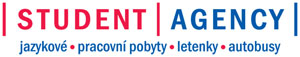 STUDENT AGENCY
jazykové • pracovní pobyty • letenky • autobusy